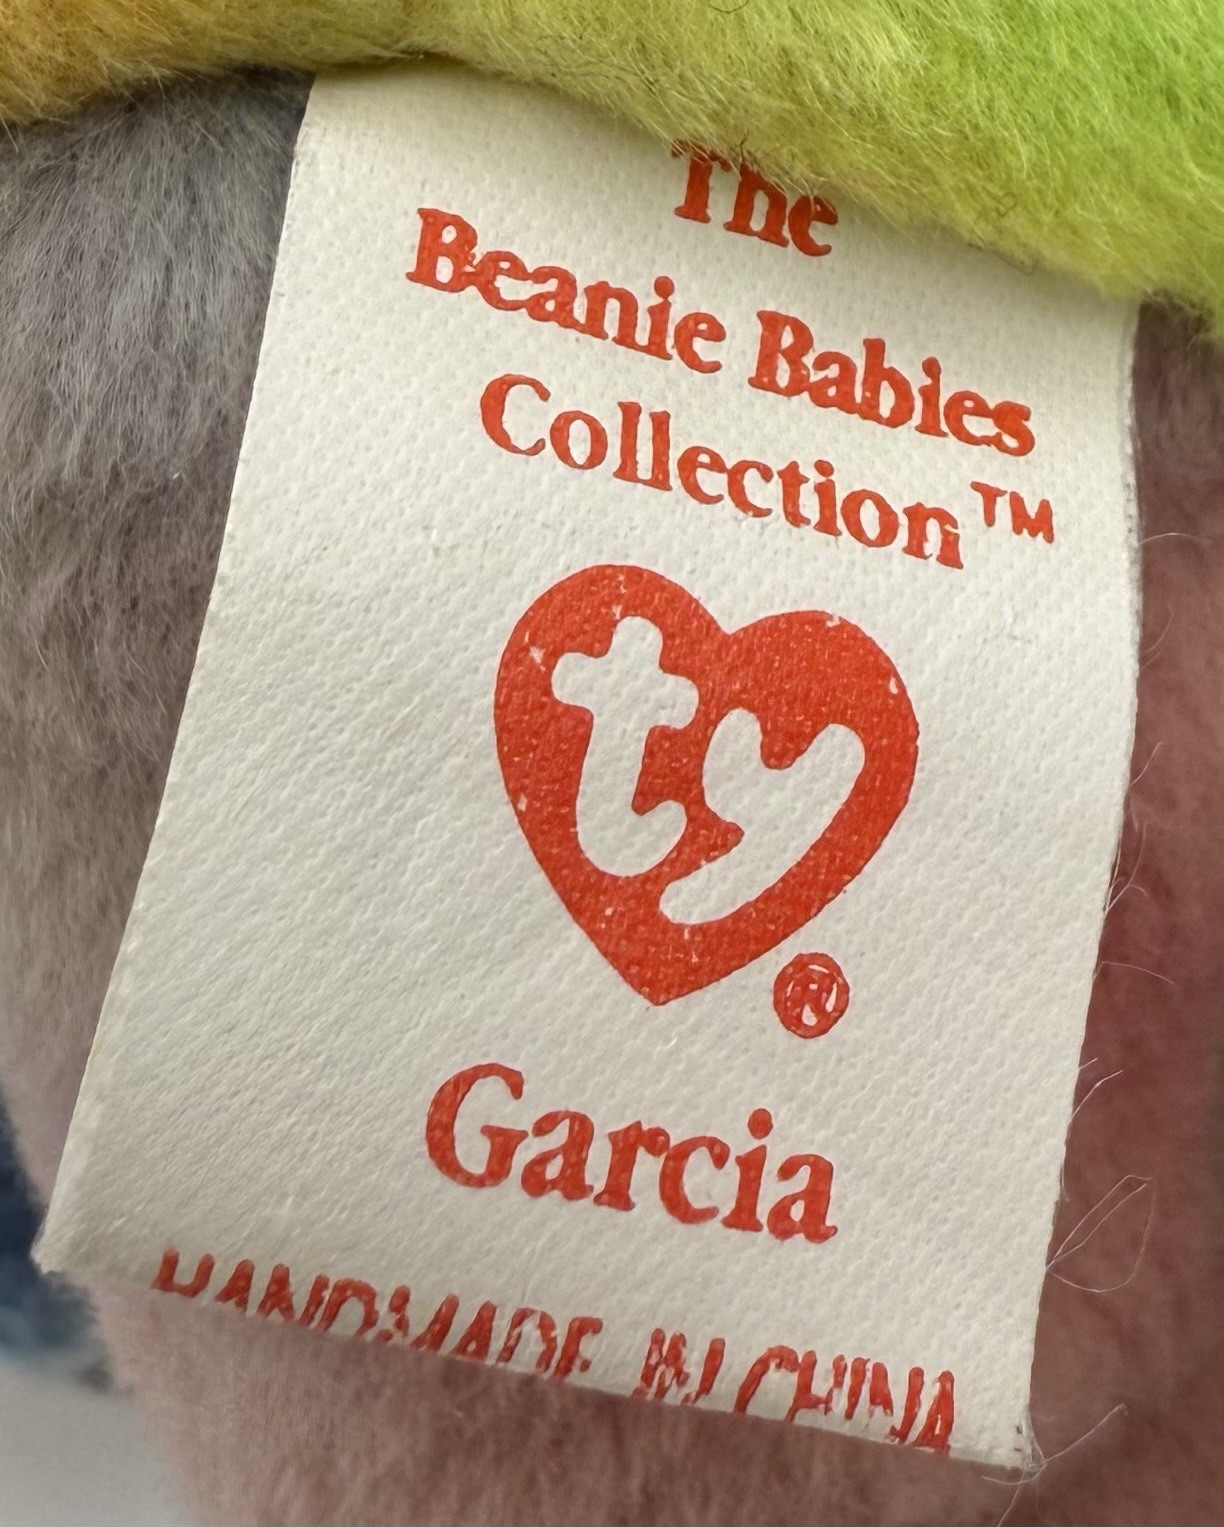 The
Beanie Babies
Collection™
ty
®
Garcia
HANDMADE IN CHINA